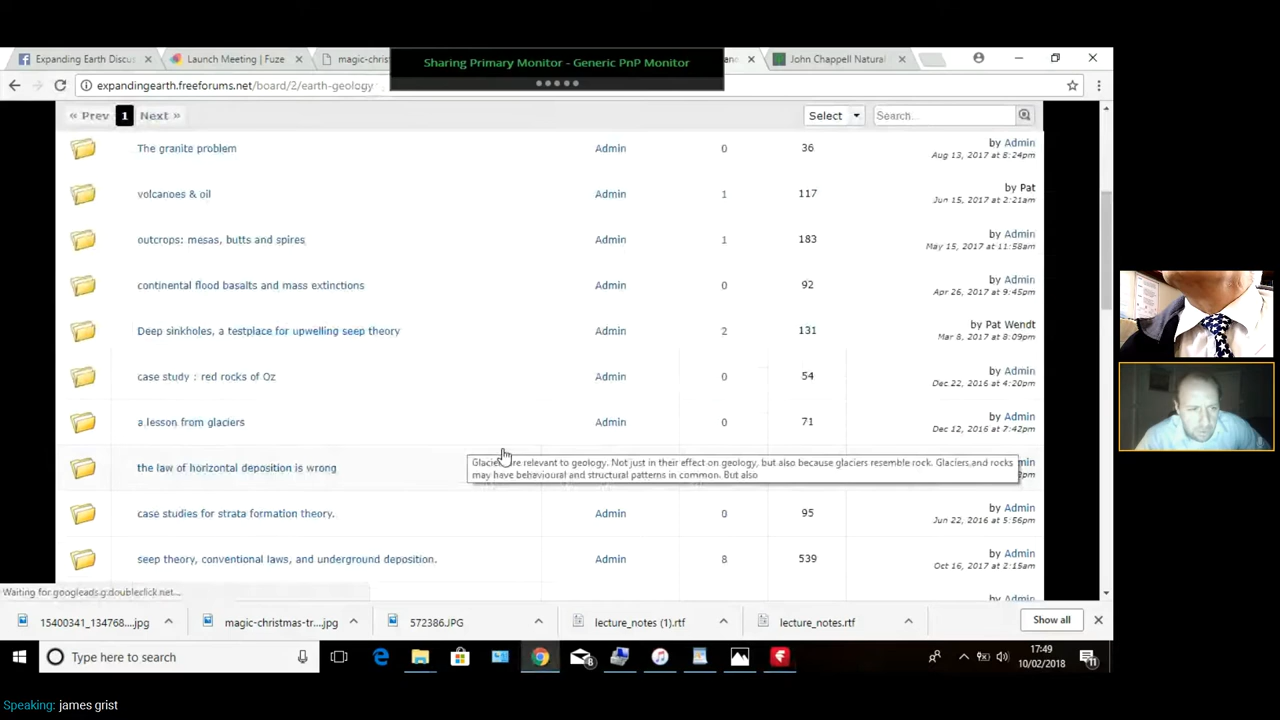 Expanding Earth Discus
Launch Meeting | Fuze
magic-christ
Sharing Primary Monitor - Generic PnP Monitor
John Chappell Natural
expandingearth.freeforums.net/board/2/earth-geology
« Prev 1 Next »
Select
Search...
The granite problem Admin 0 36 by Admin
Aug 13, 2017 at 8:24pm
volcanoes & oil Admin 1 117 by Pat
Jun 15, 2017 at 2:21am
outcrops: mesas, butts and spires Admin 1 183 by Admin
May 15, 2017 at 11:58am
continental flood basalts and mass extinctions Admin 0 92 by Admin
Apr 26, 2017 at 9:45pm
Deep sinkholes, a testplace for upwelling seep theory Admin 2 131 by Pat Wendt
Mar 8, 2017 at 8:09pm
case study : red rocks of Oz Admin 0 54 by Admin
Dec 22, 2016 at 4:20pm
a lesson from glaciers Admin 0 71 by Admin
Dec 12, 2016 at 7:42pm
the law of horizontal deposition is wrong
Glaciers are relevant to geology. Not just in their effect on geology, but also because glaciers resemble rock. Glaciers and rocks
may have behavioural and structural patterns in common. But also
case studies for strata formation theory. Admin 0 95 by Admin
Jun 22, 2016 at 5:56pm
seep theory, conventional laws, and underground deposition. Admin 8 539 by Admin
Oct 16, 2017 at 2:15am
by Admin
Waiting for googleads.g.doubleclick.net...
15400341_134768....jpg
magic-christmas-tr....jpg
572386.JPG
lecture_notes (1).rtf
lecture_notes.rtf
Show all
Type here to search
8
17:49
10/02/2018
11
Speaking: james grist